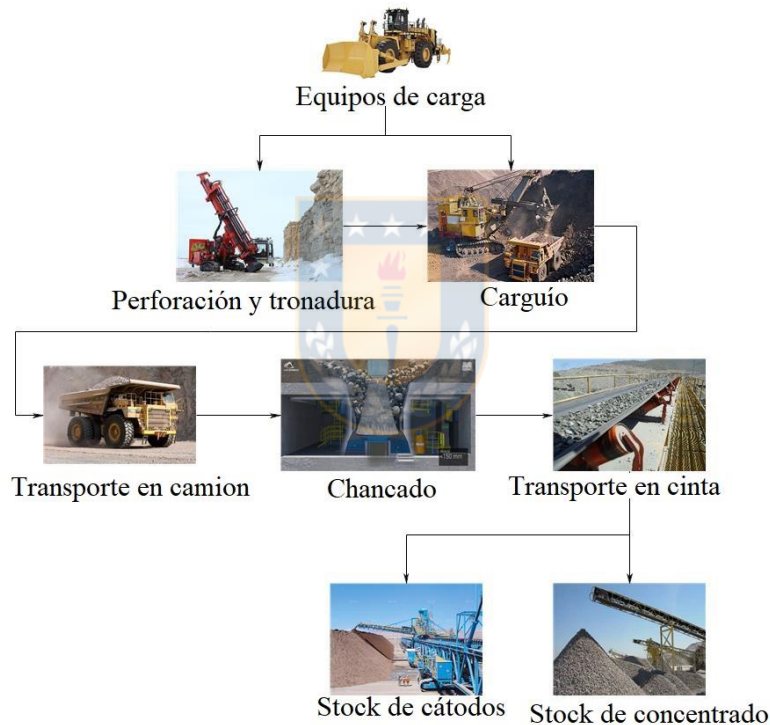 Equipos de carga
Perforación y tronadura
Carguío
Transporte en camion
Chancado
Transporte en cinta
Stock de cátodos
Stock de concentrado